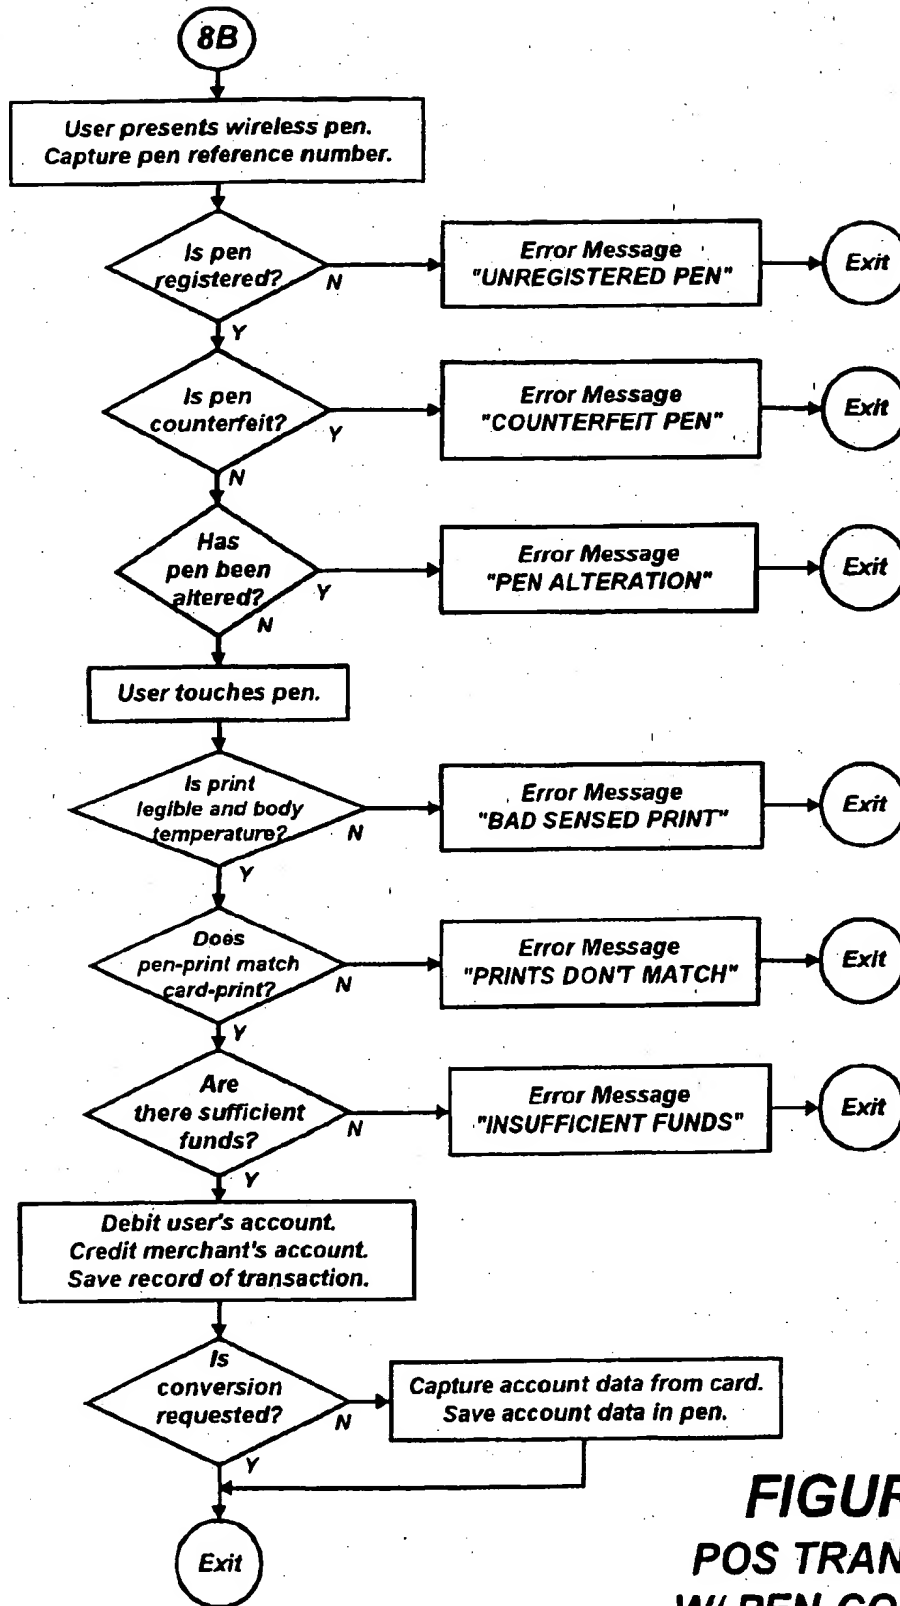 8B
User presents wireless pen.
Capture pen reference number.
Is pen
registered?
N
Error Message
"UNREGISTERED PEN"
Exit
Y
Is pen
counterfeit?
Y
Error Message
"COUNTERFEIT PEN"
Exit
N
Has
pen been
altered?
Y
Error Message
"PEN ALTERATION"
Exit
N
User touches pen.
Is print
legible and body
temperature?
N
Error Message
"BAD SENSED PRINT"
Exit
Y
Does
pen-print match
card-print?
N
Error Message
"PRINTS DON'T MATCH"
Exit
Y
Are
there sufficient
funds?
N
Error Message
"INSUFFICIENT FUNDS"
Exit
Y
Debit user's account.
Credit merchant's account.
Save record of transaction.
Is
conversion
requested?
N
Capture account data from card.
Save account data in pen.
Y
Exit
FIGUR
POS TRAN
W/ PEN CO